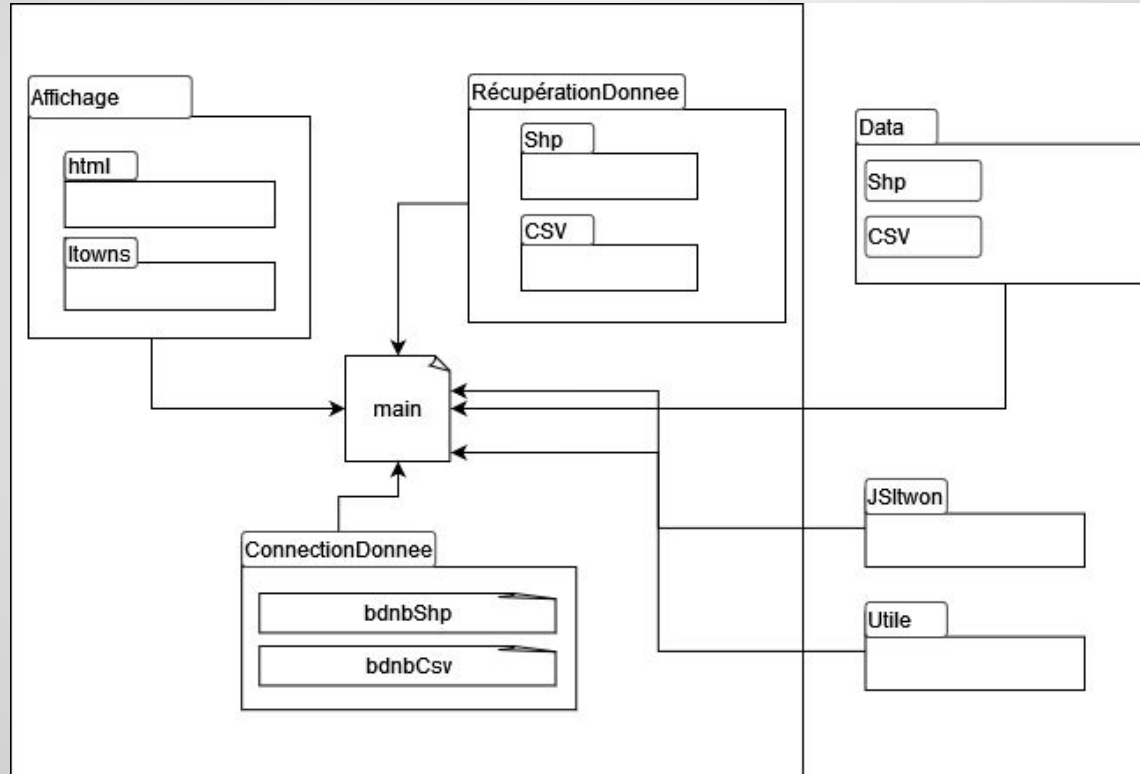 Affichage
html
Itowns
RécupérationDonnee
Shp
CSV
Data
Shp
CSV
main
ConnectionDonnee
bdnbShp
bdnbCsv
JSItwon
Utile